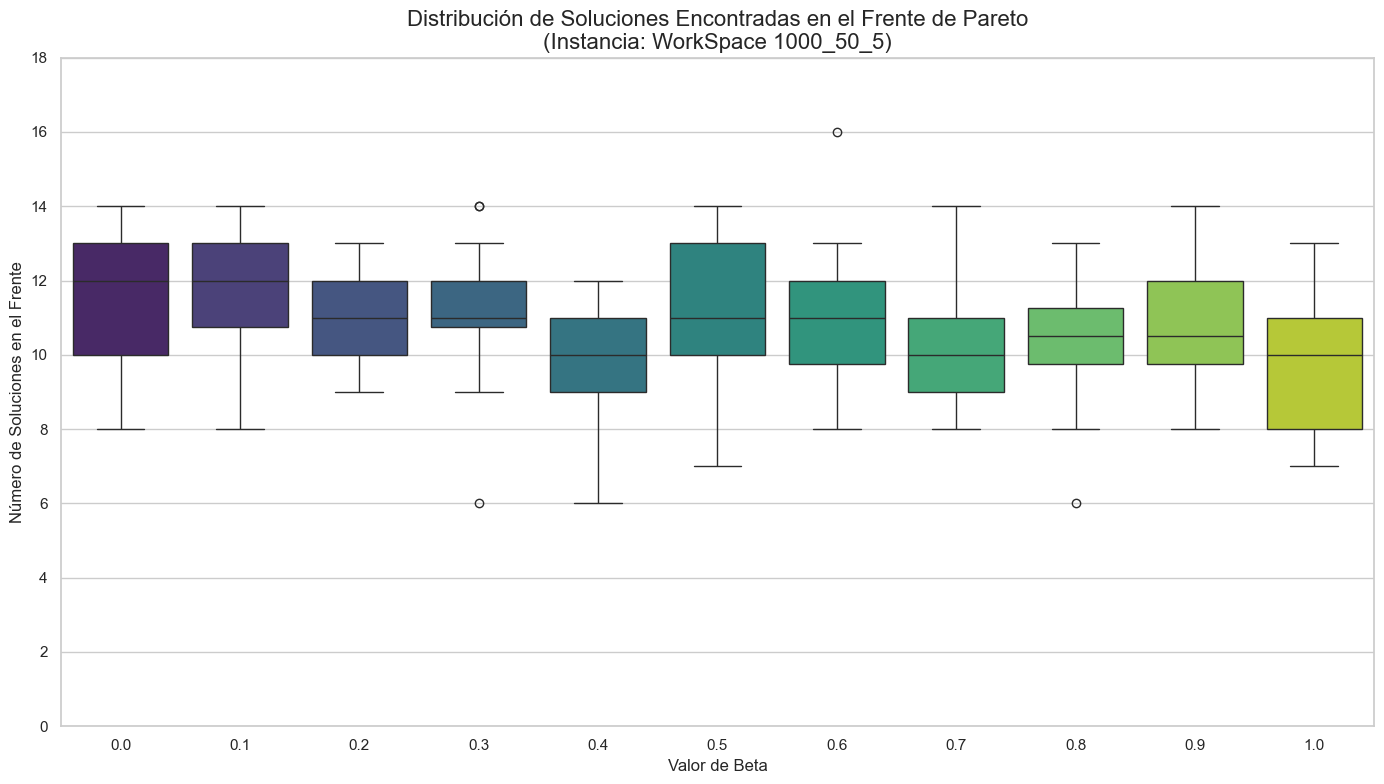 Distribución de Soluciones Encontradas en el Frente de Pareto
(Instancia: WorkSpace 1000_50_5)
Número de Soluciones en el Frente
18
16
14
12
10
8
6
4
2
0
0.0 0.1 0.2 0.3 0.4 0.5 0.6 0.7 0.8 0.9 1.0
Valor de Beta